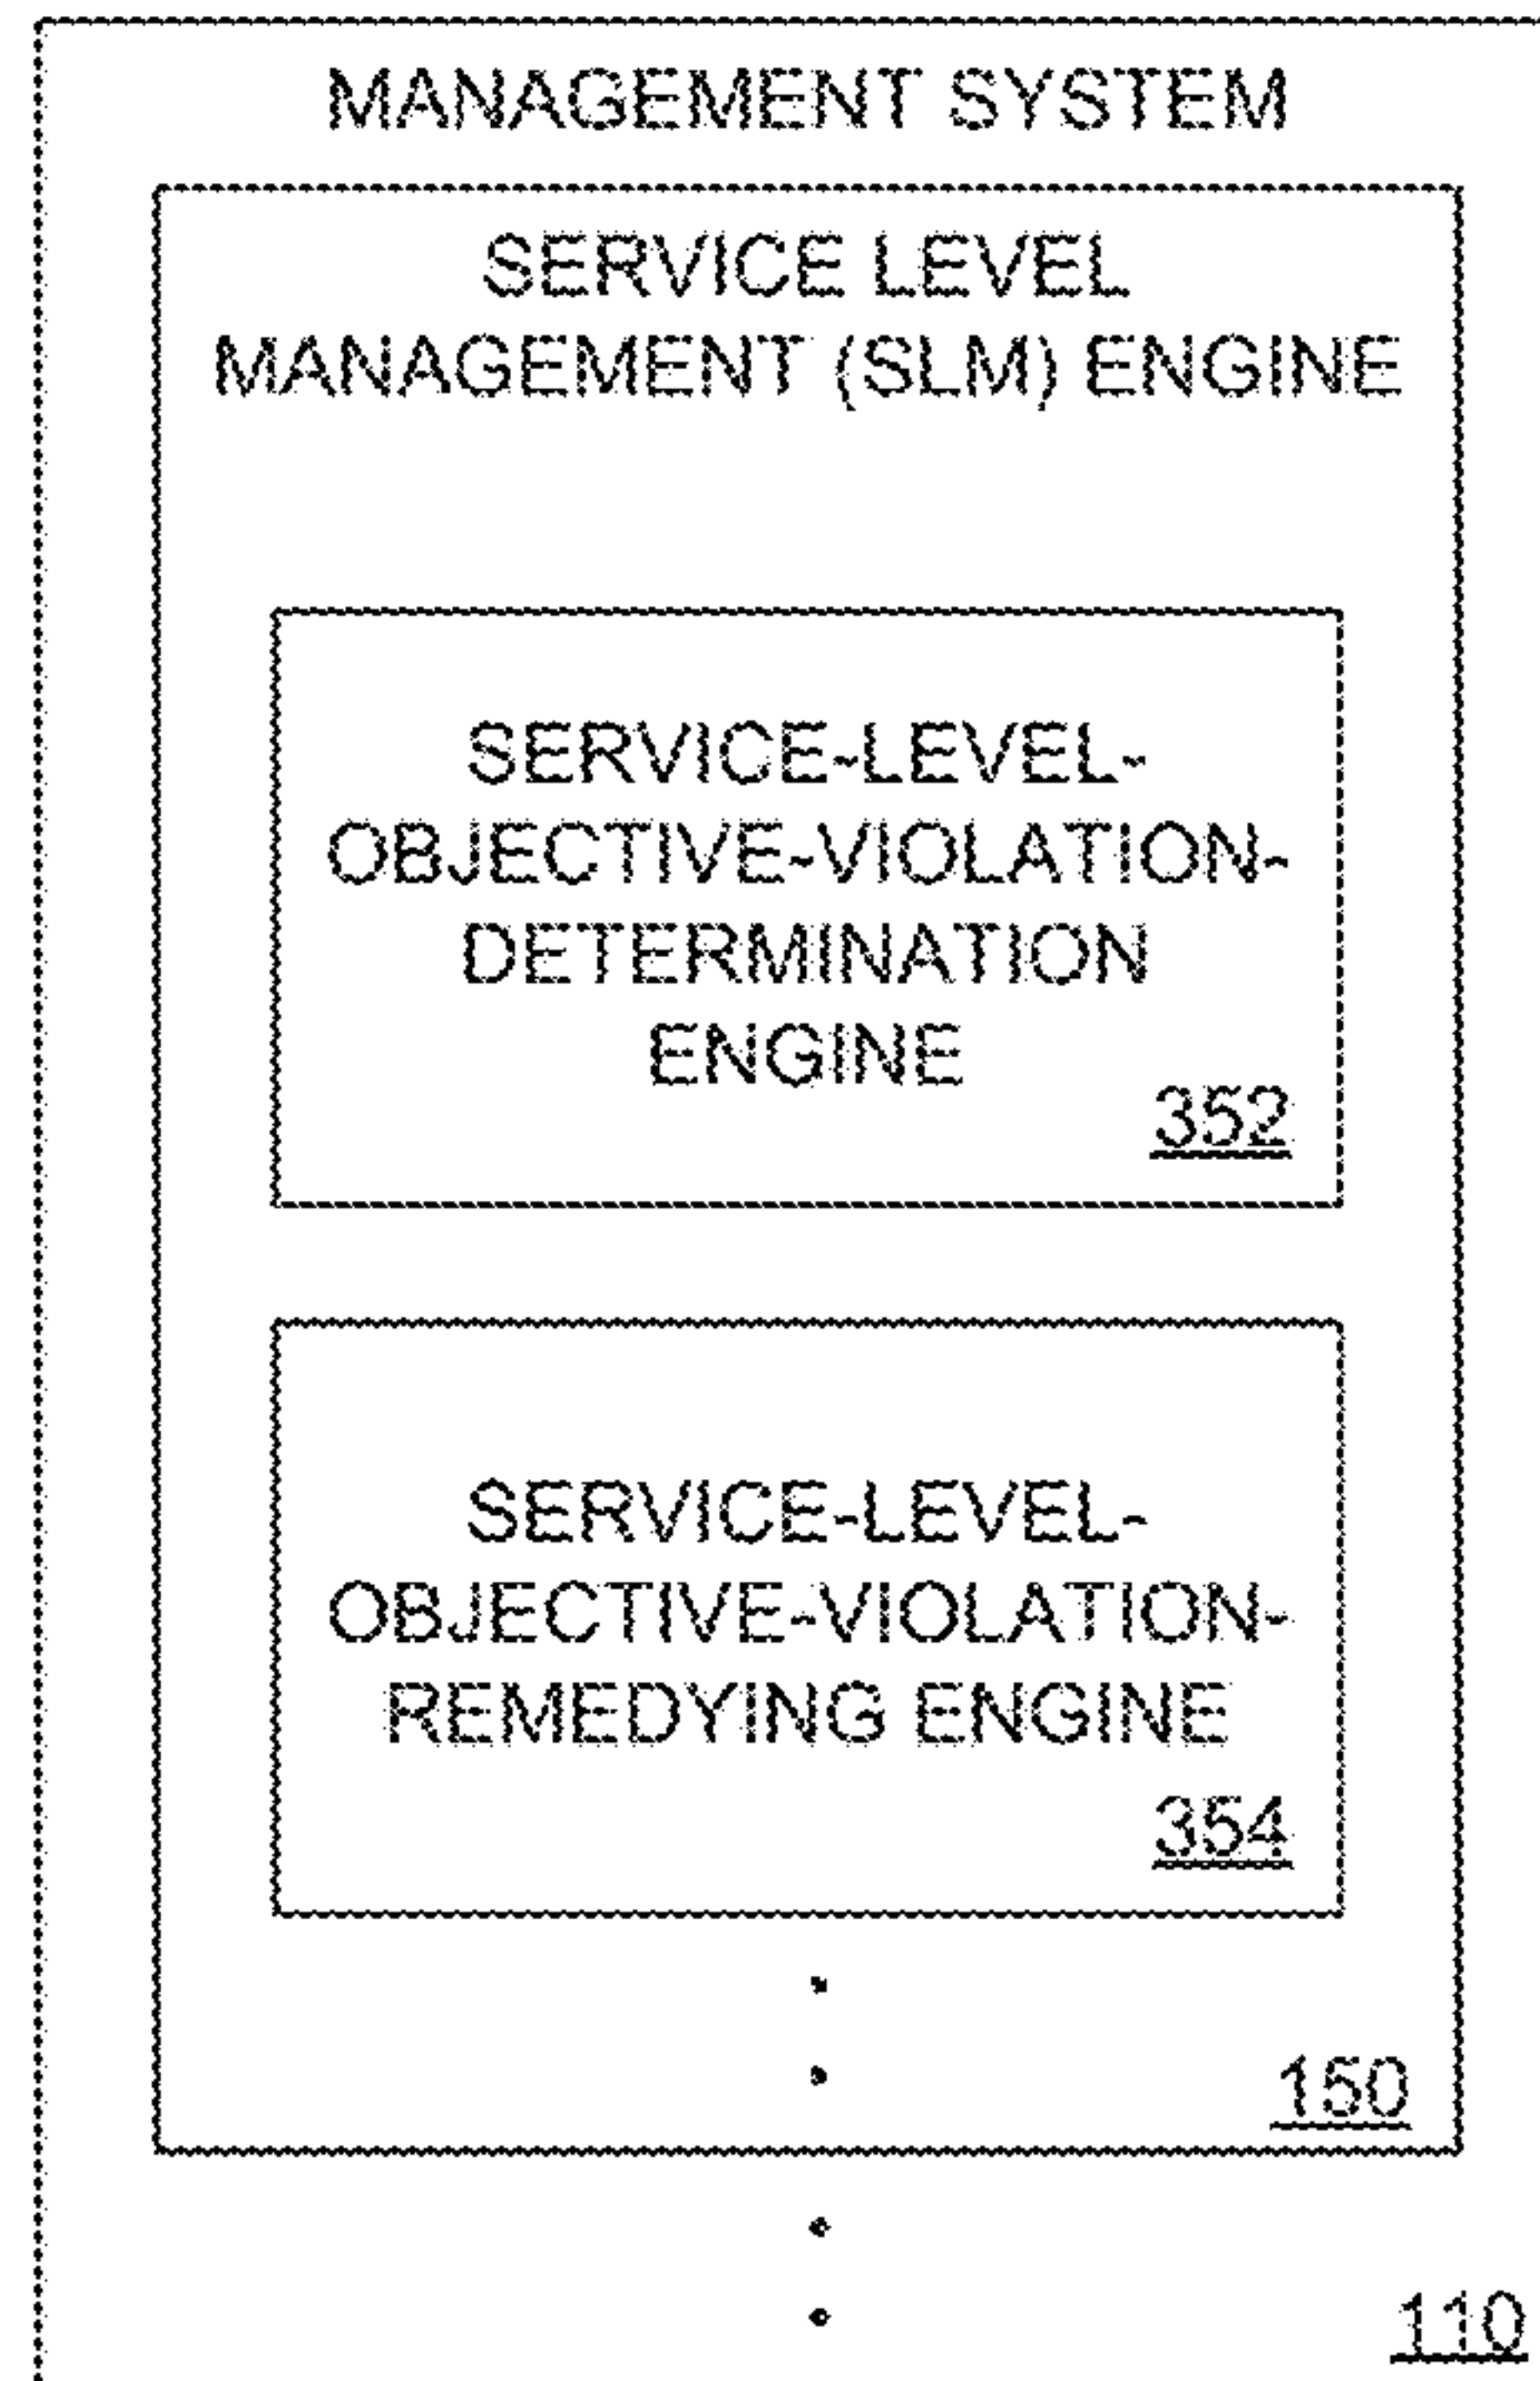 MANAGEMENT SYSTEM
SERVICE LEVEL
MANAGEMENT (SLM) ENGINE
SERVICE-LEVEL-
OBJECTIVE-VIOLATION-
DETERMINATION
ENGINE
352
SERVICE-LEVEL-
OBJECTIVE-VIOLATION-
REMEDYING ENGINE
354
150
110